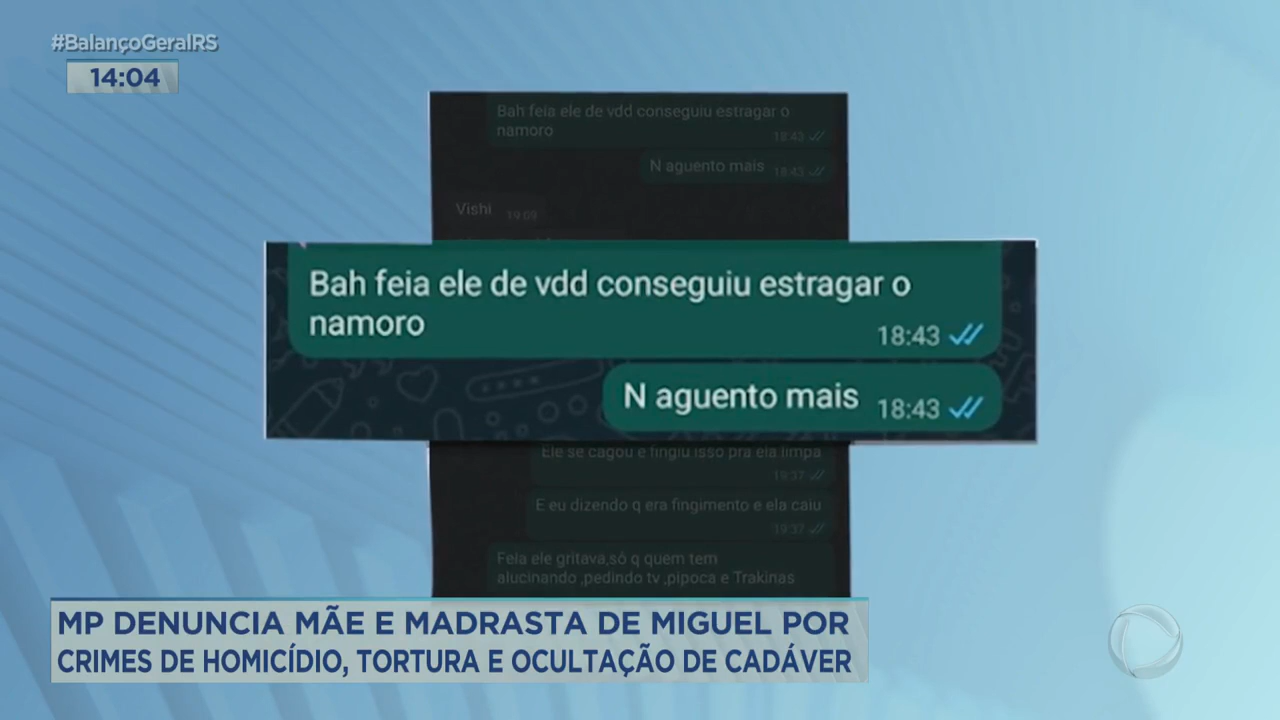 #BalançoGeralRS
14:04
Bah feia ele de vdd conseguiu estragar o
namoro
18:43
N aguento mais 18:43
Vishi 19:09
Bah feia ele de vdd conseguiu estragar o
namoro
18:43
N aguento mais 18:43
Ele se cagou e fingiu isso pra ela limpa
19:37
E eu dizendo q era fingimento e ela caiu
19:37
Feia ele gritava,só q quem tem
alucinando ,pedindo tv ,pipoca e Trakinas
MP DENUNCIA MÃE E MADRASTA DE MIGUEL POR
CRIMES DE HOMICÍDIO, TORTURA E OCULTAÇÃO DE CADÁVER